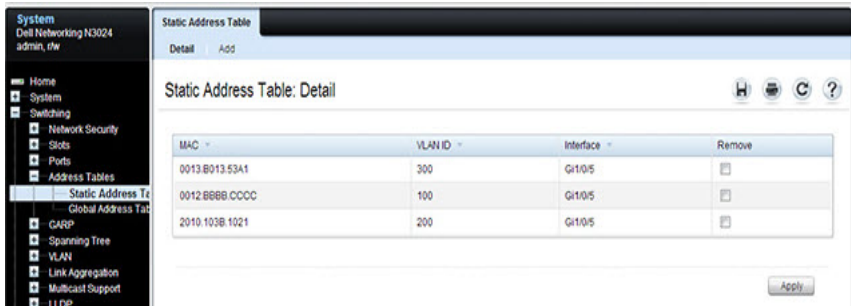 System
Dell Networking N3024
admin, r/w
Home
System
Switching
Network Security
Slots
Ports
Address Tables
Static Address Ta
Global Address Tab
GARP
Spanning Tree
VLAN
Link Aggregation
Multicast Support
LLDP
Static Address Table
Detail Add
Static Address Table: Detail
MAC VLAN ID Interface Remove
0013.B013.53A1 300 Gi1/0/5
0012.BBBB.CCCC 100 Gi1/0/5
2010.103B.1021 200 Gi1/0/5
Apply